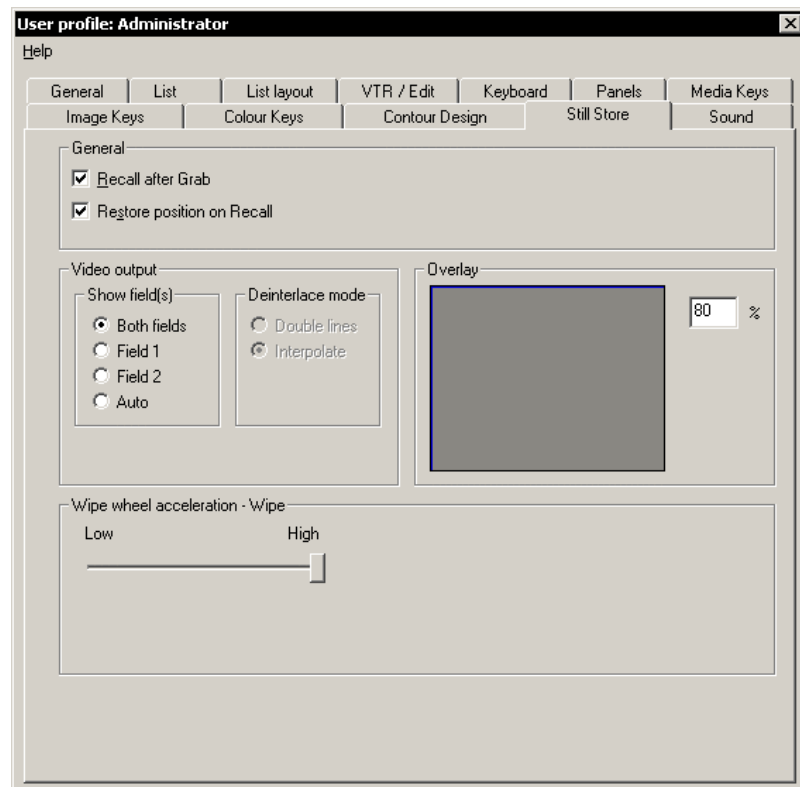 User profile: Administrator
Help
General List List layout VTR / Edit Keyboard Panels Media Keys
Image Keys Colour Keys Contour Design Still Store Sound
General
Recall after Grab
Restore position on Recall
Video output
Show field(s)
Both fields
Field 1
Field 2
Auto
Deinterlace mode
Double lines
Interpolate
Overlay
80 %
Wipe wheel acceleration - Wipe
Low High